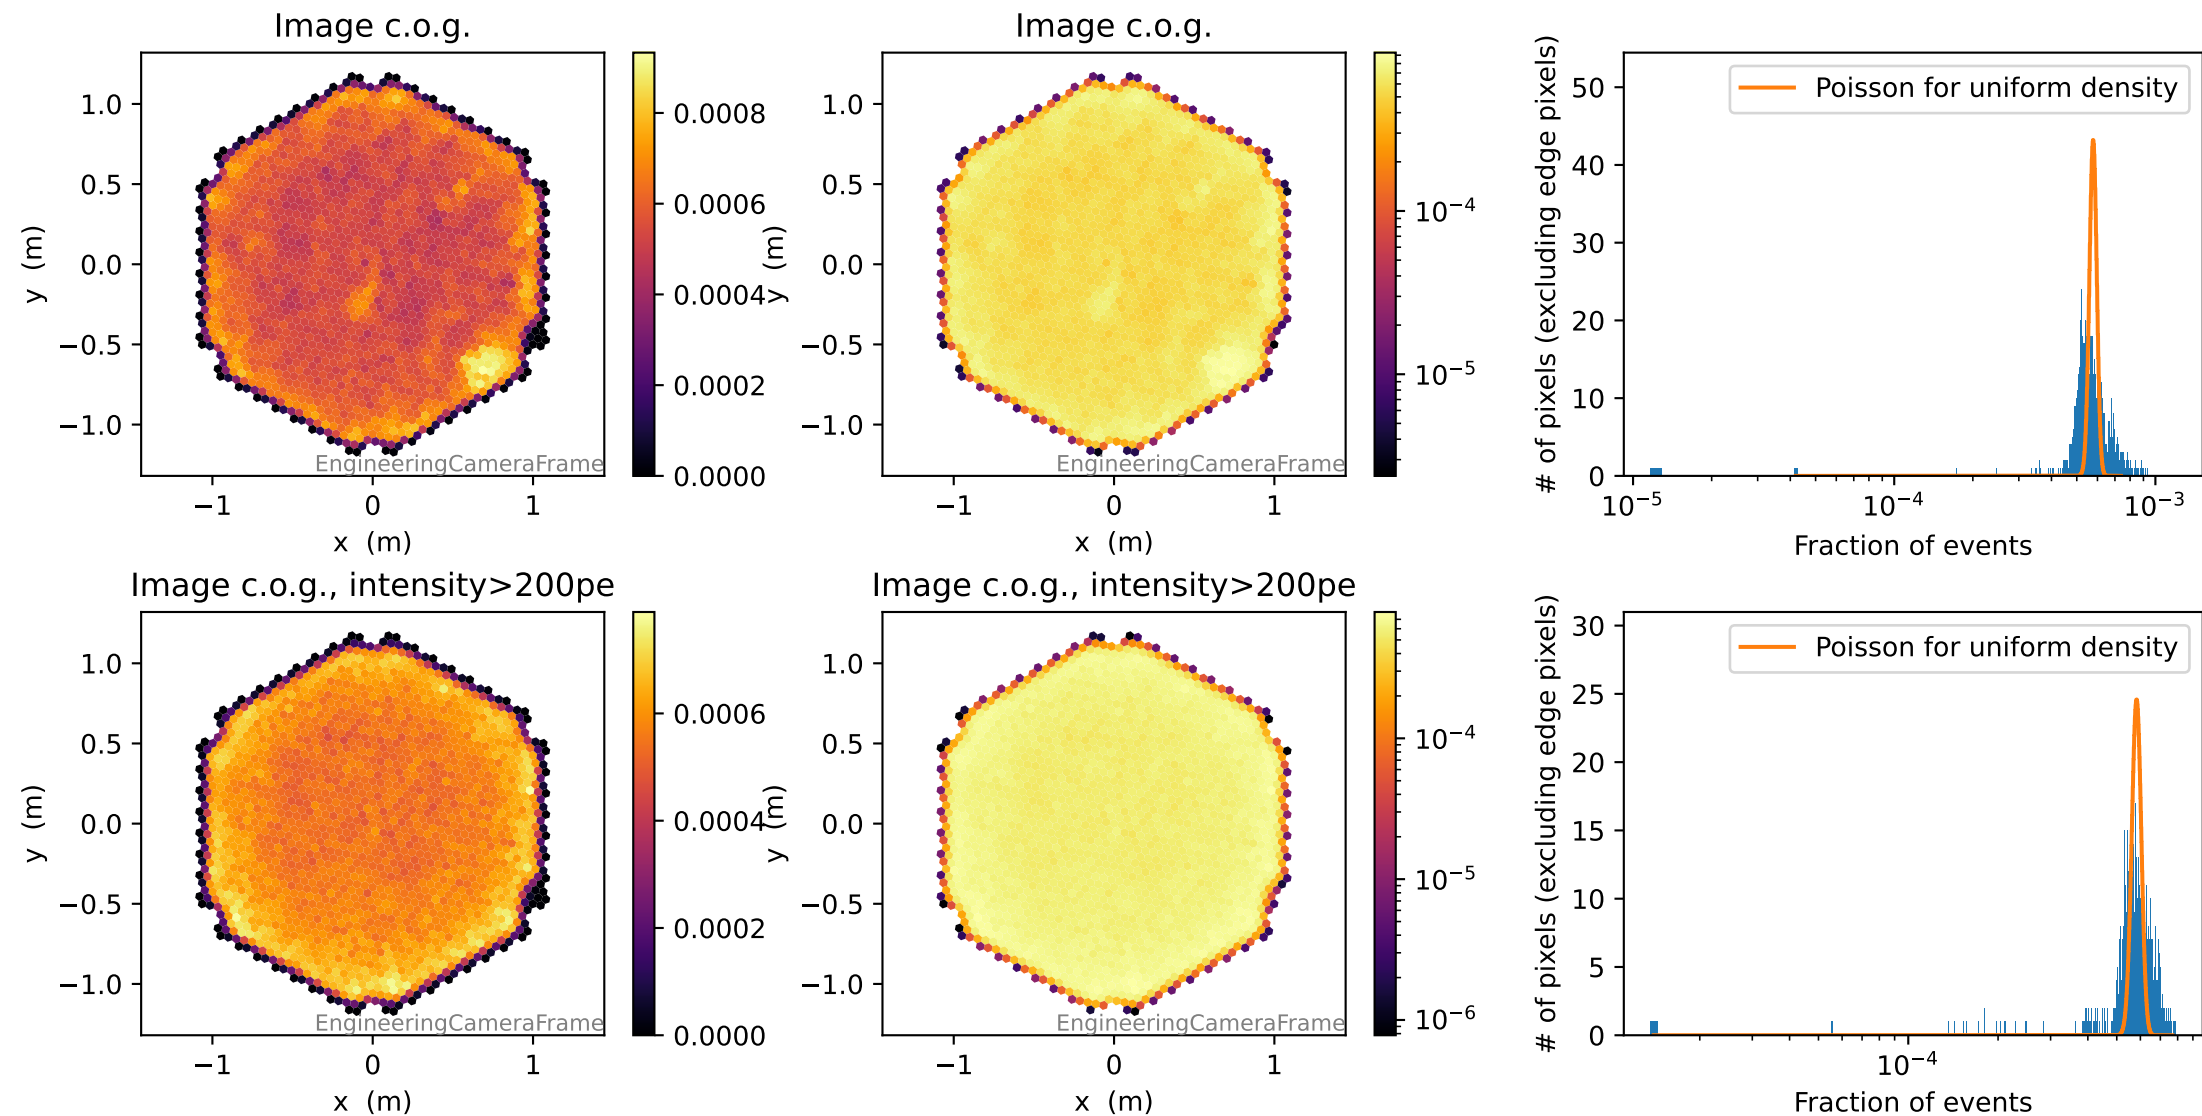 Image c.o.g.
1.0
0.5
0.0
−0.5
−1.0
y (m)
−1
0
1
x (m)
EngineeringCameraFrame
0.0008
0.0006
0.0004
0.0002
0.0000
Image c.o.g.
1.0
0.5
0.0
−0.5
−1.0
y (m)
−1
0
1
x (m)
EngineeringCameraFrame
10⁻⁴
10⁻⁵
# of pixels (excluding edge pixels)
50
40
30
20
10
0
Poisson for uniform density
10⁻⁵
10⁻⁴
10⁻³
Fraction of events
Image c.o.g., intensity>200pe
1.0
0.5
0.0
−0.5
−1.0
y (m)
−1
0
1
x (m)
EngineeringCameraFrame
0.0006
0.0004
0.0002
0.0000
Image c.o.g., intensity>200pe
1.0
0.5
0.0
−0.5
−1.0
y (m)
−1
0
1
x (m)
EngineeringCameraFrame
10⁻⁴
10⁻⁵
10⁻⁶
# of pixels (excluding edge pixels)
30
25
20
15
10
5
0
Poisson for uniform density
10⁻⁴
Fraction of events